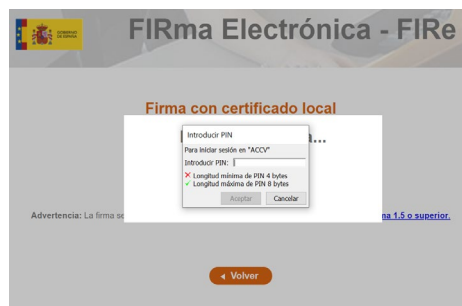 GOBIERNO
DE ESPAÑA
FIRma Electrónica - FIRe
Firma con certificado local
Introducir PIN
Para iniciar sesión en "ACCV"
Introducir PIN:
Longitud mínima de PIN 4 bytes
Longitud máxima de PIN 8 bytes
Aceptar Cancelar
Advertencia: La firma se
1.5 o superior.
Volver